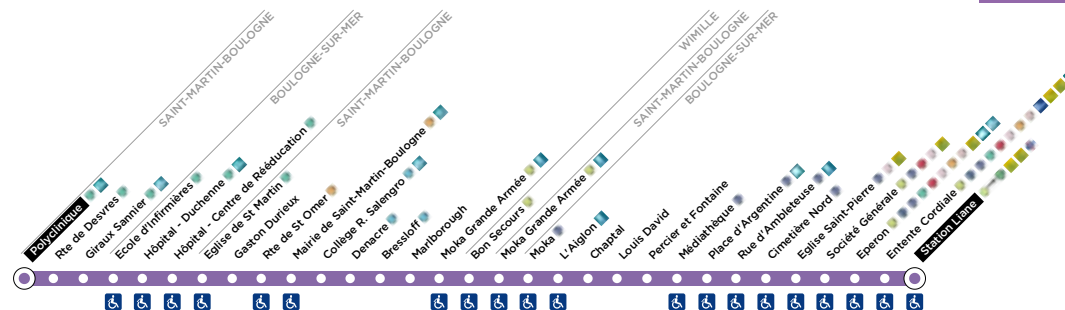 SAINT-MARTIN-BOULOGNE
BOULOGNE-SUR-MER
SAINT-MARTIN-BOULOGNE
WIMILLE
SAINT-MARTIN-BOULOGNE
BOULOGNE-SUR-MER
Polyclinique
Rte de Desvres
Giraux Sannier
Ecole d'Infirmières
Hôpital - Duchenne
Hôpital - Centre de Rééducation
Eglise de St Martin
Gaston Durieux
Rte de St Omer
Mairie de Saint-Martin-Boulogne
Collège R. Salengro
Denacre
Bressloff
Marlborough
Moka Grande Armée
Bon Secours
Moka Grande Armée
Moka
L'Aiglon
Chaptal
Louis David
Percier et Fontaine
Médiathèque
Place d'Argentine
Rue d'Ambleteuse
Cimetière Nord
Eglise Saint-Pierre
Société Générale
Eperon
Entente Cordiale
Station Liane